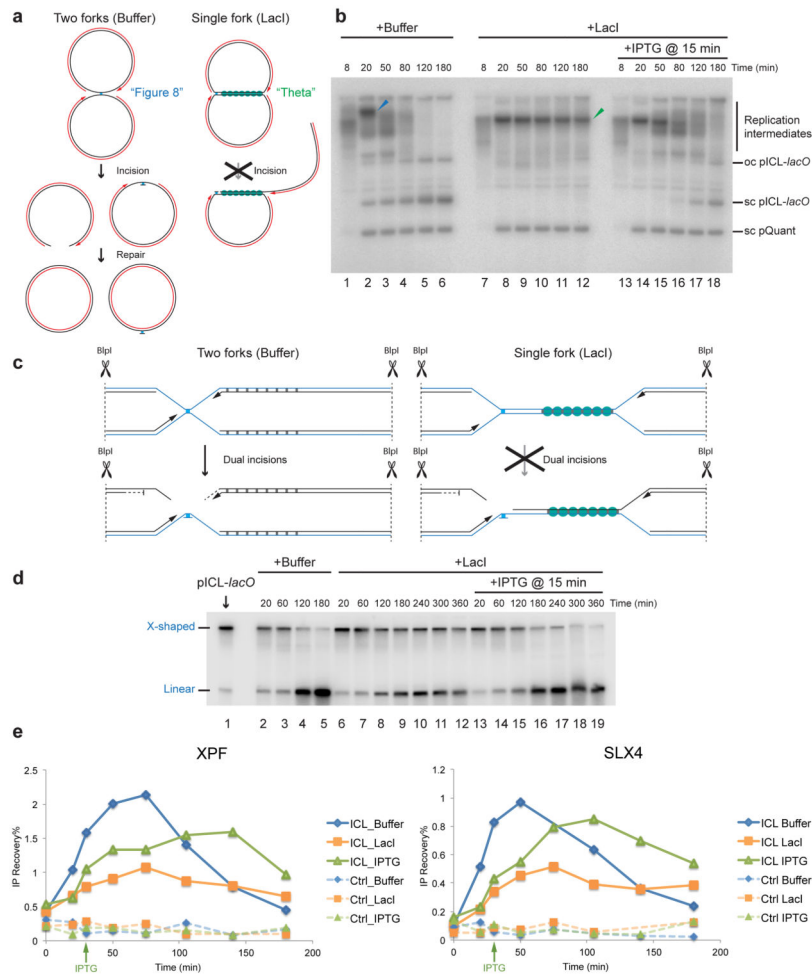 a
Two forks (Buffer)
Single fork (LacI)
"Figure 8"
"Theta"
Incision
Incision
Repair
b
+Buffer
+LacI
+IPTG @ 15 min
8 20 50 80 120 180 8 20 50 80 120 180 8 20 50 80 120 180 Time (min)
Replication
intermediates
oc pICL-lacO
sc pICL-lacO
sc pQuant
1 2 3 4 5 6 7 8 9 10 11 12 13 14 15 16 17 18
c
Two forks (Buffer)
Single fork (LacI)
BlpI BlpI BlpI BlpI
BlpI Dual incisions BlpI BlpI Dual incisions BlpI
d
+Buffer
+LacI
pICL-lacO
+IPTG @ 15 min
20 60 120 180 20 60 120 180 240 300 360 20 60 120 180 240 300 360 Time (min)
X-shaped
Linear
1 2 3 4 5 6 7 8 9 10 11 12 13 14 15 16 17 18 19
e
XPF
IP Recovery%
2.5
2
1.5
1
0.5
0
0 50 100 150 200
IPTG
Time (min)
ICL_Buffer
ICL_LacI
ICL_IPTG
Ctrl_Buffer
Ctrl_LacI
Ctrl_IPTG
SLX4
IP Recovery%
1.2
1
0.8
0.6
0.4
0.2
0
0 50 100 150 200
IPTG
Time (min)
ICL Buffer
ICL LacI
ICL IPTG
Ctrl Buffer
Ctrl LacI
Ctrl IPTG